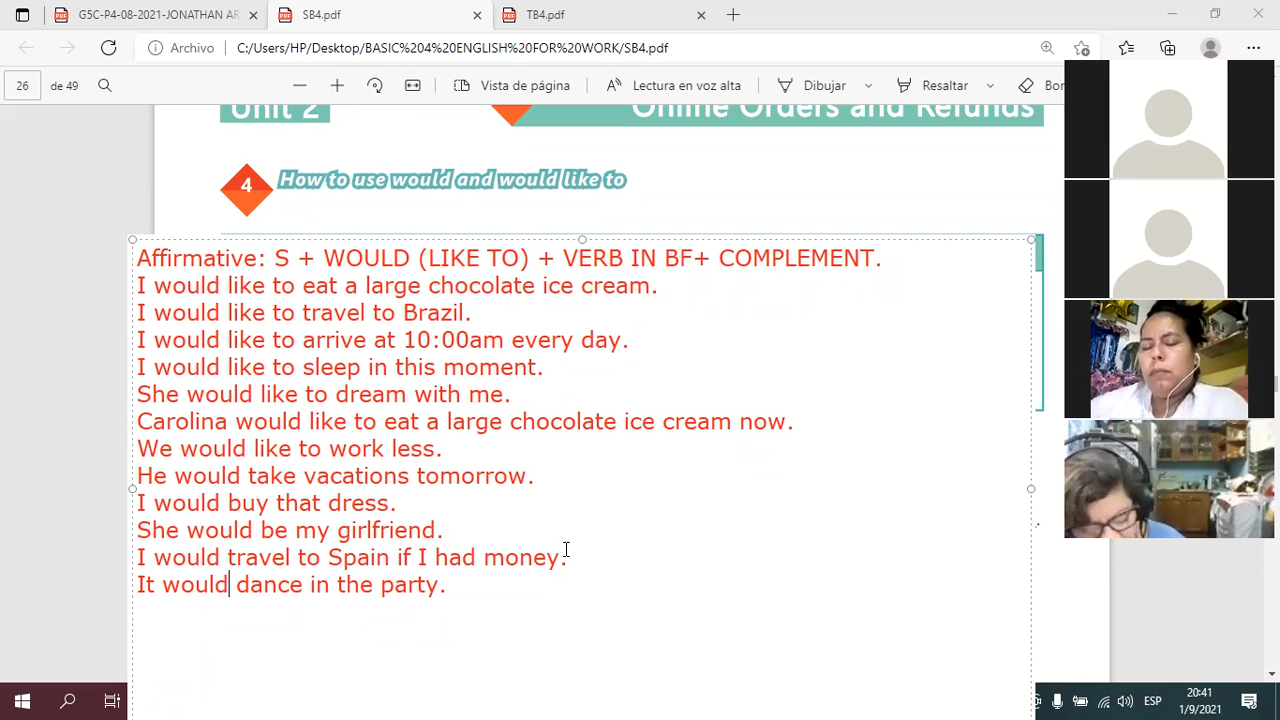 G5C-P4-08-2021-JONATHAN AR
SB4.pdf
TB4.pdf
Archivo
C:/Users/HP/Desktop/BASIC%204%20ENGLISH%20FOR%20WORK/SB4.pdf
26 de 49
Vista de página
Lectura en voz alta
Dibujar
Resaltar
Bor
Unit 2
Online Orders and Refunds
4 How to use would and would like to
Affirmative: S + WOULD (LIKE TO) + VERB IN BF+ COMPLEMENT.
I would like to eat a large chocolate ice cream.
I would like to travel to Brazil.
I would like to arrive at 10:00am every day.
I would like to sleep in this moment.
She would like to dream with me.
Carolina would like to eat a large chocolate ice cream now.
We would like to work less.
He would take vacations tomorrow.
I would buy that dress.
She would be my girlfriend.
I would travel to Spain if I had money.
It would dance in the party.
ESP
20:41
1/9/2021